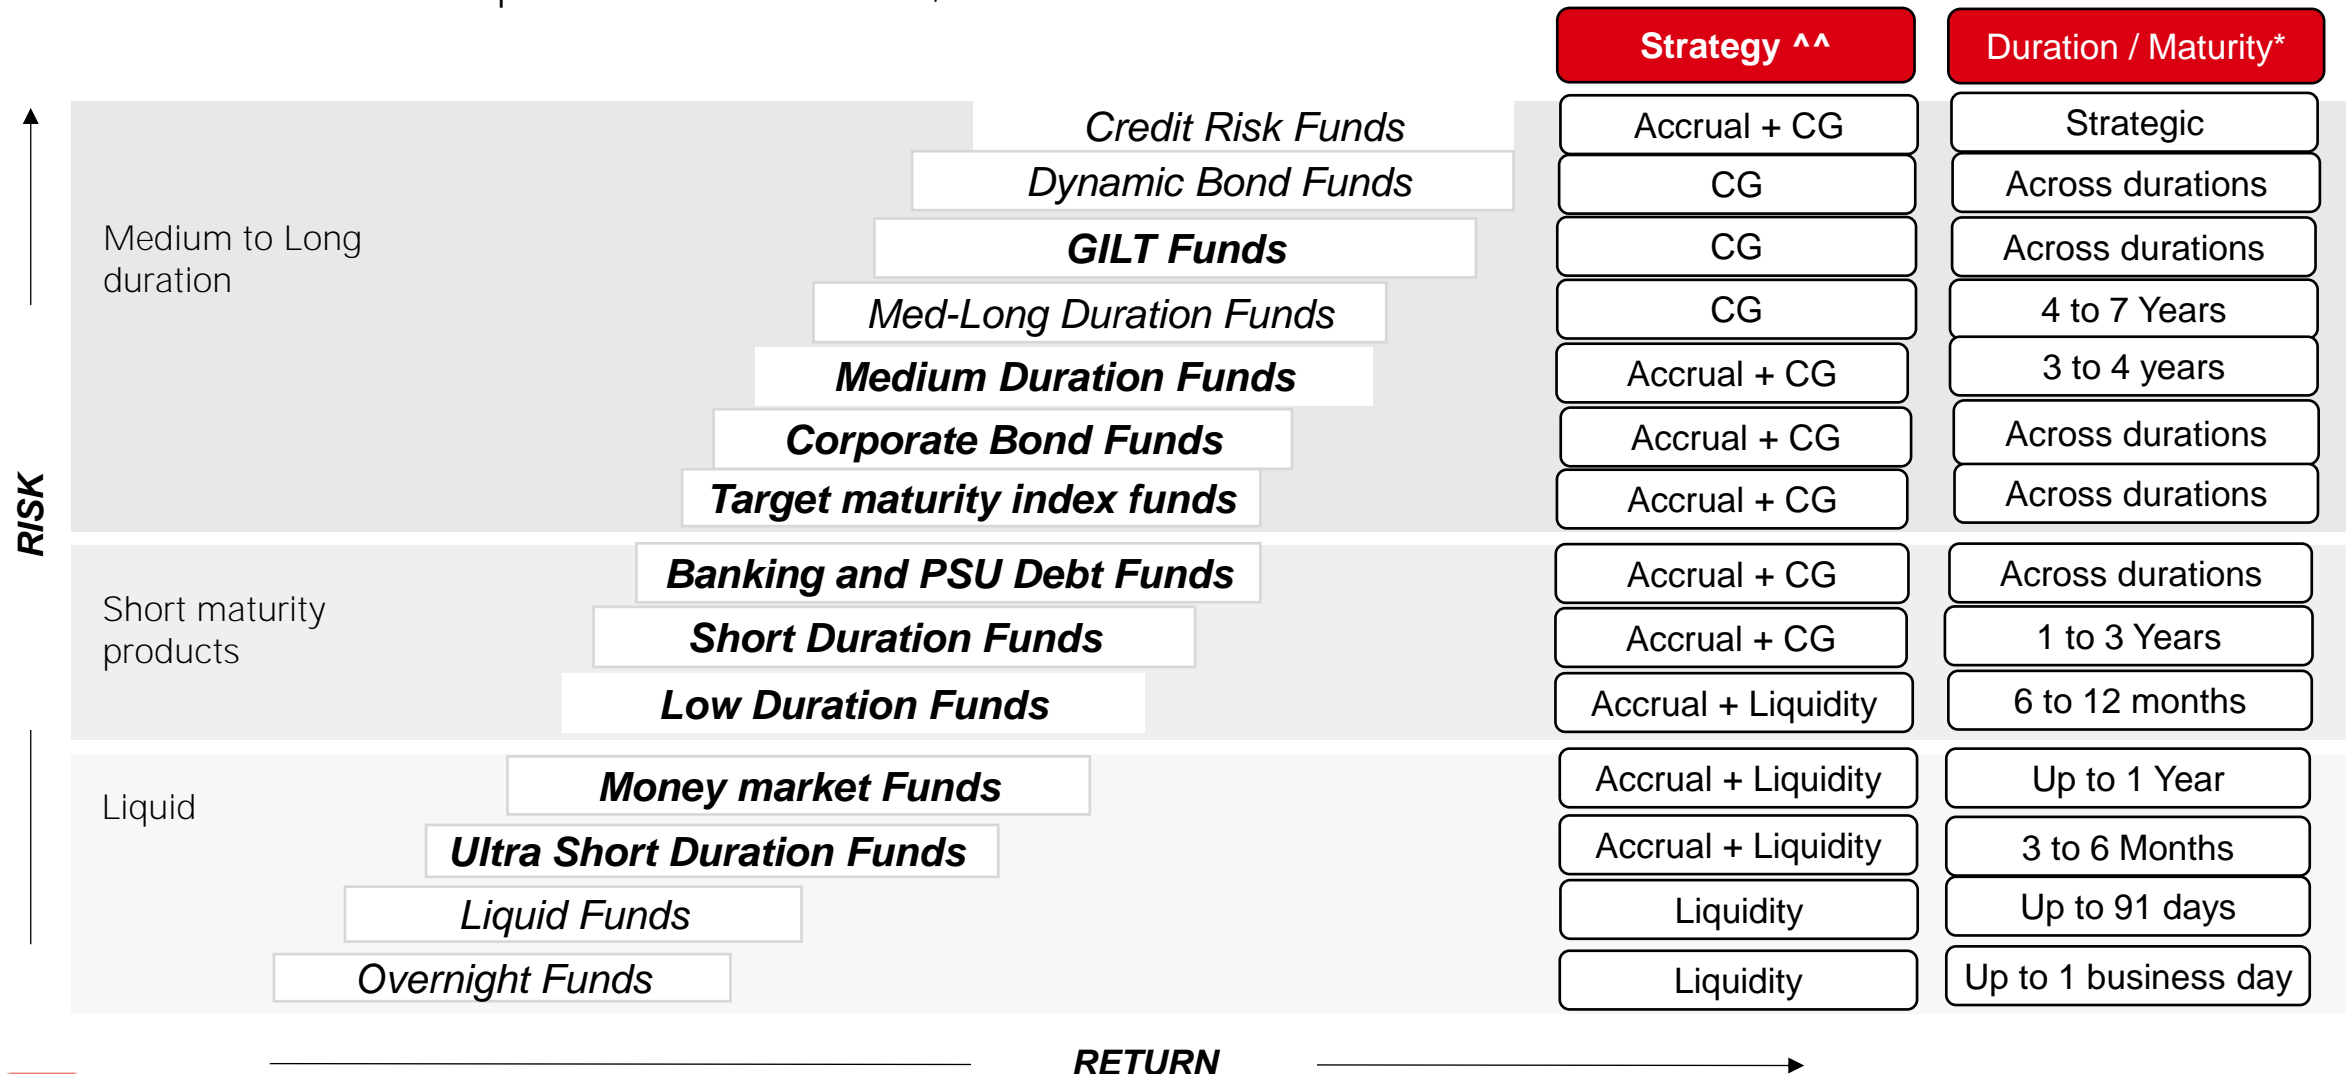 Strategy ^^ Duration / Maturity*
Credit Risk Funds Accrual + CG Strategic
Dynamic Bond Funds CG Across durations
Medium to Long
duration
GILT Funds CG Across durations
Med-Long Duration Funds CG 4 to 7 Years
Medium Duration Funds Accrual + CG 3 to 4 years
Corporate Bond Funds Accrual + CG Across durations
Target maturity index funds Accrual + CG Across durations
RISK
Banking and PSU Debt Funds Accrual + CG Across durations
Short maturity
products
Short Duration Funds Accrual + CG 1 to 3 Years
Low Duration Funds Accrual + Liquidity 6 to 12 months
Liquid
Money market Funds Accrual + Liquidity Up to 1 Year
Ultra Short Duration Funds Accrual + Liquidity 3 to 6 Months
Liquid Funds Liquidity Up to 91 days
Overnight Funds Liquidity Up to 1 business day
RETURN